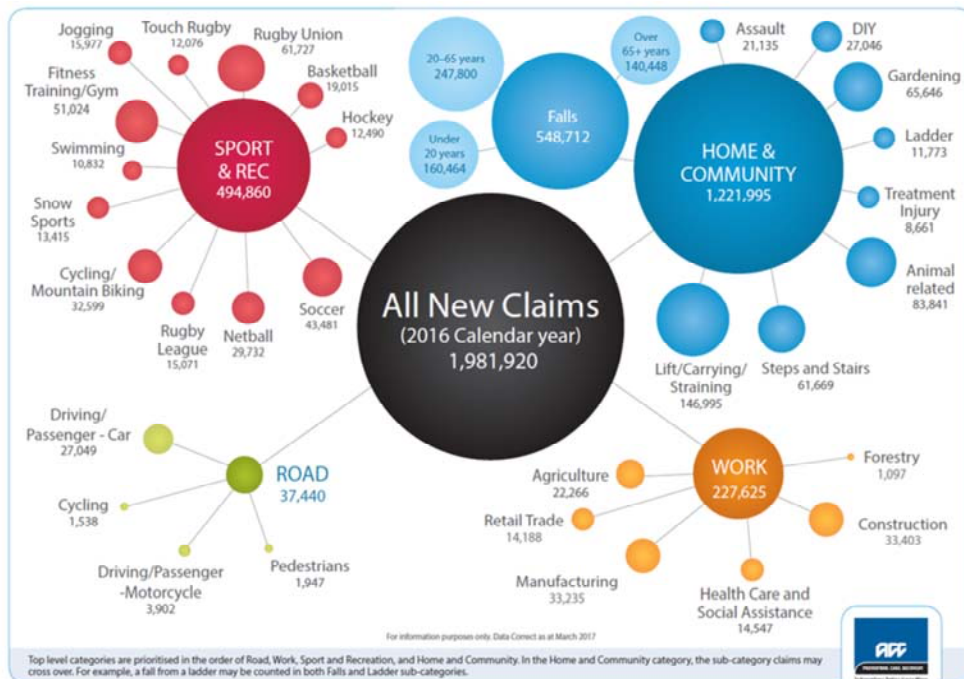 Jogging
15,977
Touch Rugby
12,076
Rugby Union
61,727
Fitness
Training/Gym
51,024
Basketball
19,015
Hockey
12,490
Swimming
10,832
SPORT
& REC
494,860
Snow
Sports
13,415
Cycling/
Mountain Biking
32,599
Rugby
League
15,071
Netball
29,732
Soccer
43,481
20–65 years
247,800
Over
65+ years
140,448
Under
20 years
160,464
Falls
548,712
Assault
21,135
DIY
27,046
Gardening
65,646
HOME &
COMMUNITY
1,221,995
Ladder
11,773
Treatment
Injury
8,661
Animal
related
83,841
Lift/Carrying/
Straining
146,995
Steps and Stairs
61,669
All New Claims
(2016 Calendar year)
1,981,920
Driving/
Passenger - Car
27,049
ROAD
37,440
Cycling
1,538
Driving/Passenger
-Motorcycle
3,902
Pedestrians
1,947
WORK
227,625
Agriculture
22,266
Forestry
1,097
Retail Trade
14,188
Construction
33,403
Manufacturing
33,235
Health Care and
Social Assistance
14,547
For information purposes only. Data Correct as at March 2017
Top level categories are prioritised in the order of Road, Work, Sport and Recreation, and Home and Community. In the Home and Community category, the sub-category claims may
cross over. For example, a fall from a ladder may be counted in both Falls and Ladder sub-categories.